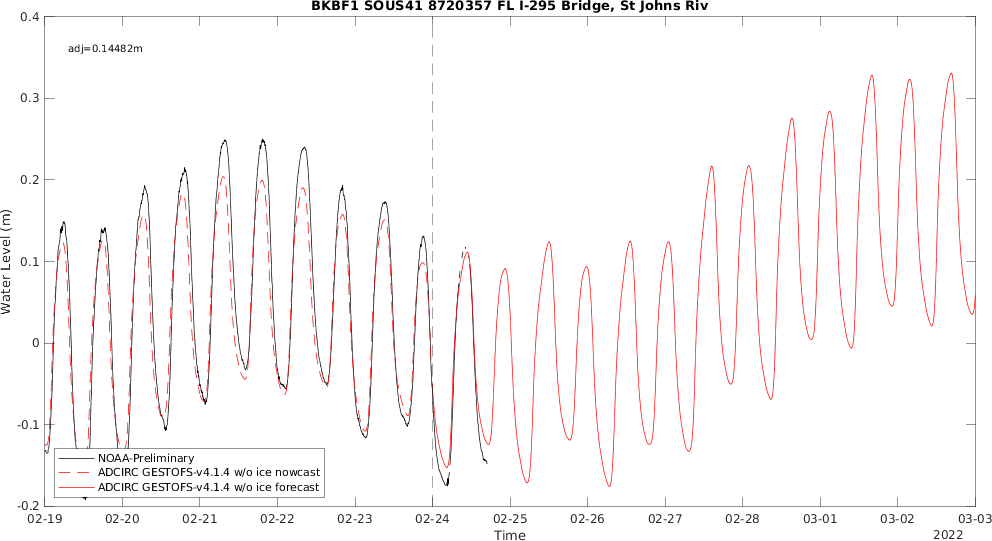 BKBF1 SOUS41 8720357 FL I-295 Bridge, St Johns Riv
adj=0.14482m
Water Level (m)
0.4
0.3
0.2
0.1
0
-0.1
-0.2
NOAA-Preliminary
ADCIRC GESTOFS-v4.1.4 w/o ice nowcast
ADCIRC GESTOFS-v4.1.4 w/o ice forecast
02-19 02-20 02-21 02-22 02-23 02-24 02-25 02-26 02-27 02-28 03-01 03-02 03-03
Time
2022